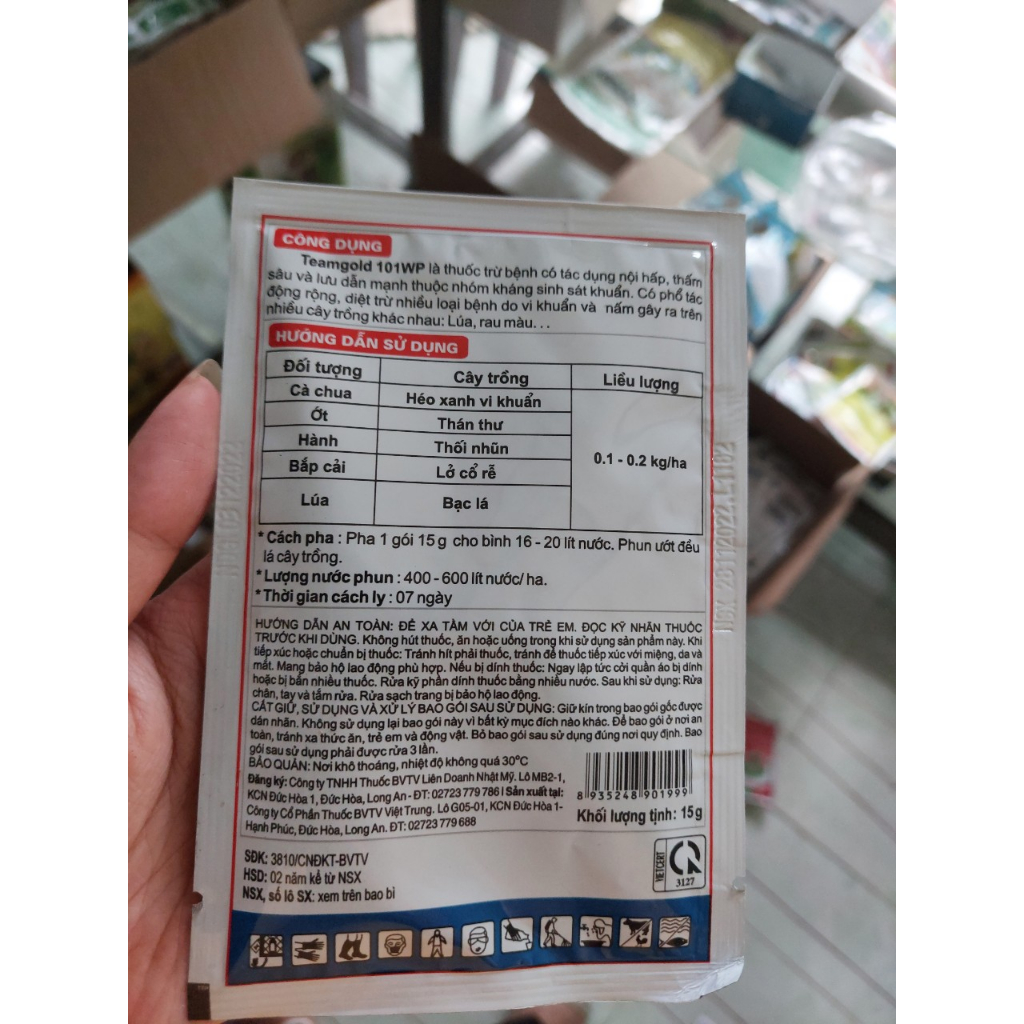 CÔNG DỤNG
Teamgold 101WP là thuốc trừ bệnh có tác dụng nội hấp, thấm
sâu và lưu dẫn mạnh thuộc nhóm kháng sinh sát khuẩn. Có phổ tác
động rộng, diệt trừ nhiều loại bệnh do vi khuẩn và nấm gây ra trên
nhiều cây trồng khác nhau: Lúa, rau màu...
HƯỚNG DẪN SỬ DỤNG
Đối tượng Cây trồng Liều lượng
Cà chua Héo xanh vi khuẩn
Ớt Thán thư
Hành Thối nhũn
Bắp cải Lở cổ rễ
Lúa Bạc lá
0.1 - 0.2 kg/ha
* Cách pha : Pha 1 gói 15g cho bình 16 - 20 lít nước. Phun ướt đều
lá cây trồng.
* Lượng nước phun : 400 - 600 lít nước/ ha.
* Thời gian cách ly : 07 ngày
HƯỚNG DẪN AN TOÀN: ĐỂ XA TẦM VỚI CỦA TRẺ EM. ĐỌC KỸ NHÃN THUỐC
TRƯỚC KHI DÙNG. Không hút thuốc, ăn hoặc uống trong khi sử dụng sản phẩm này. Khi
tiếp xúc hoặc chuẩn bị thuốc: Tránh hít phải thuốc, tránh để thuốc tiếp xúc với miệng, da và
mắt. Mang bảo hộ lao động phù hợp. Nếu bị dính thuốc: Ngay lập tức cởi quần áo bị dính
hoặc bị bắn nhiều thuốc. Rửa kỹ phần dính thuốc bằng nhiều nước. Sau khi sử dụng: Rửa
chân, tay và tắm rửa. Rửa sạch trang bị bảo hộ lao động.
CẤT GIỮ, SỬ DỤNG VÀ XỬ LÝ BAO GÓI SAU SỬ DỤNG: Giữ kín trong bao gói gốc được
dán nhãn. Không sử dụng lại bao gói này vì bất kỳ mục đích nào khác. Để bao gói ở nơi an
toàn, tránh xa thức ăn, trẻ em và động vật. Bỏ bao gói sau sử dụng đúng nơi quy định. Bao
gói sau sử dụng phải được rửa 3 lần.
BẢO QUẢN: Nơi khô thoáng, nhiệt độ không quá 30°C
Đăng ký: Công ty TNHH Thuốc BVTV Liên Doanh Nhật Mỹ. Lô MB2-1,
KCN Đức Hòa 1, Đức Hòa, Long An - ĐT: 02723 779 786 | Sản xuất tại:
Công ty Cổ Phần Thuốc BVTV Việt Trung. Lô G05-01, KCN Đức Hòa 1-
Hạnh Phúc, Đức Hòa, Long An. ĐT: 02723 779 688
8 935248 901999
Khối lượng tịnh: 15g
SĐK: 3810/CNĐKT-BVTV
HSD: 02 năm kể từ NSX
NSX, số lô SX: xem trên bao bì
VIETCERT
3127